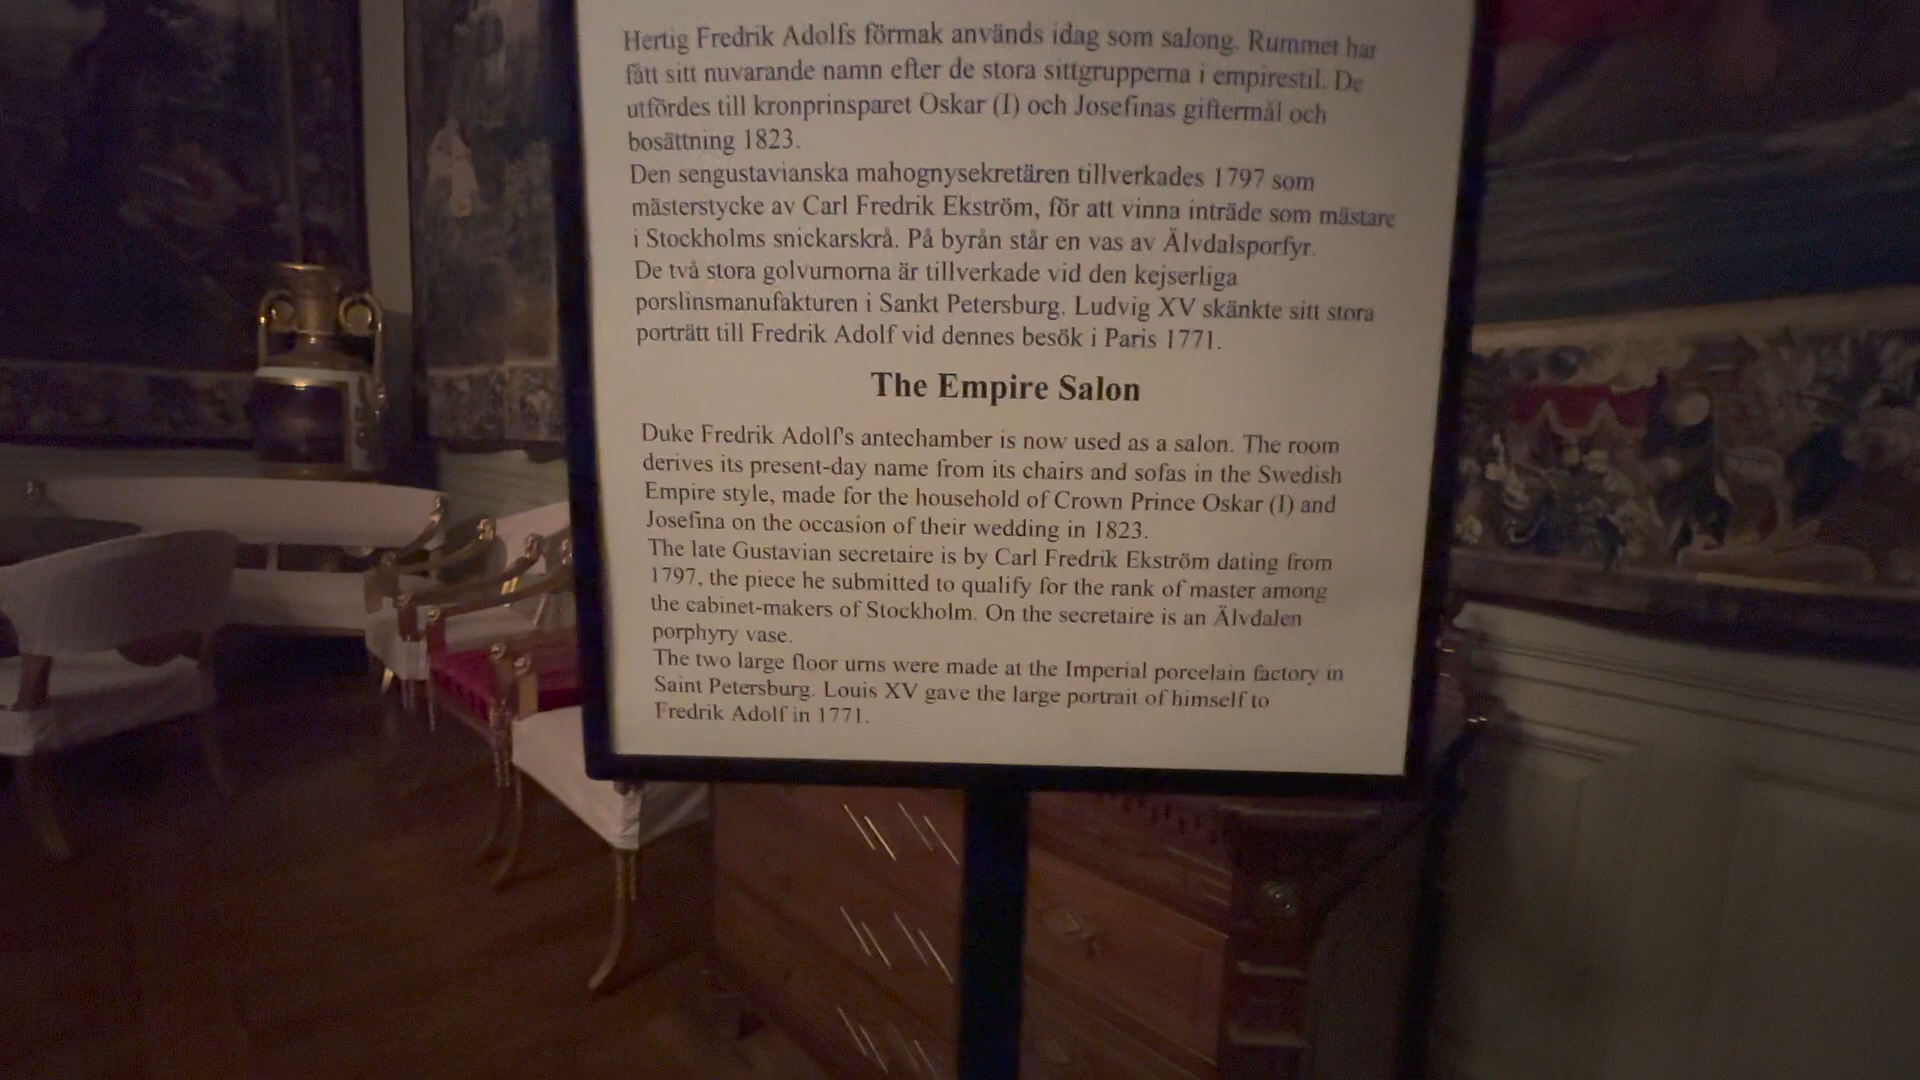 Hertig Fredrik Adolfs förmak används idag som salong. Rummet har
fått sitt nuvarande namn efter de stora sittgrupperna i empirestil. De
utfördes till kronprinsparet Oskar (I) och Josefinas giftermål och
bosättning 1823.
Den sengustavianska mahognysekretären tillverkades 1797 som
mästerstycke av Carl Fredrik Ekström, för att vinna inträde som mästare
i Stockholms snickarskrå. På byrån står en vas av Älvdalsporfyr.
De två stora golvurnorna är tillverkade vid den kejserliga
porslinsmanufakturen i Sankt Petersburg. Ludvig XV skänkte sitt stora
porträtt till Fredrik Adolf vid dennes besök i Paris 1771.
The Empire Salon
Duke Fredrik Adolf's antechamber is now used as a salon. The room
derives its present-day name from its chairs and sofas in the Swedish
Empire style, made for the household of Crown Prince Oskar (I) and
Josefina on the occasion of their wedding in 1823.
The late Gustavian secretaire is by Carl Fredrik Ekström dating from
1797, the piece he submitted to qualify for the rank of master among
the cabinet-makers of Stockholm. On the secretaire is an Älvdalen
porphyry vase.
The two large floor urns were made at the Imperial porcelain factory in
Saint Petersburg. Louis XV gave the large portrait of himself to
Fredrik Adolf in 1771.